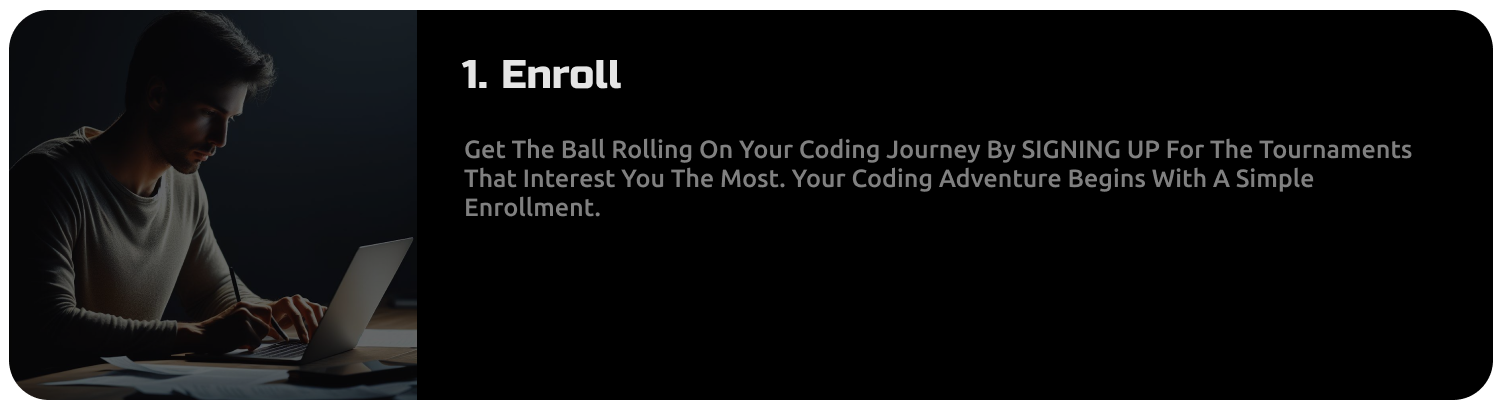 1. Enroll
Get The Ball Rolling On Your Coding Journey By SIGNING UP For The Tournaments
That Interest You The Most. Your Coding Adventure Begins With A Simple
Enrollment.